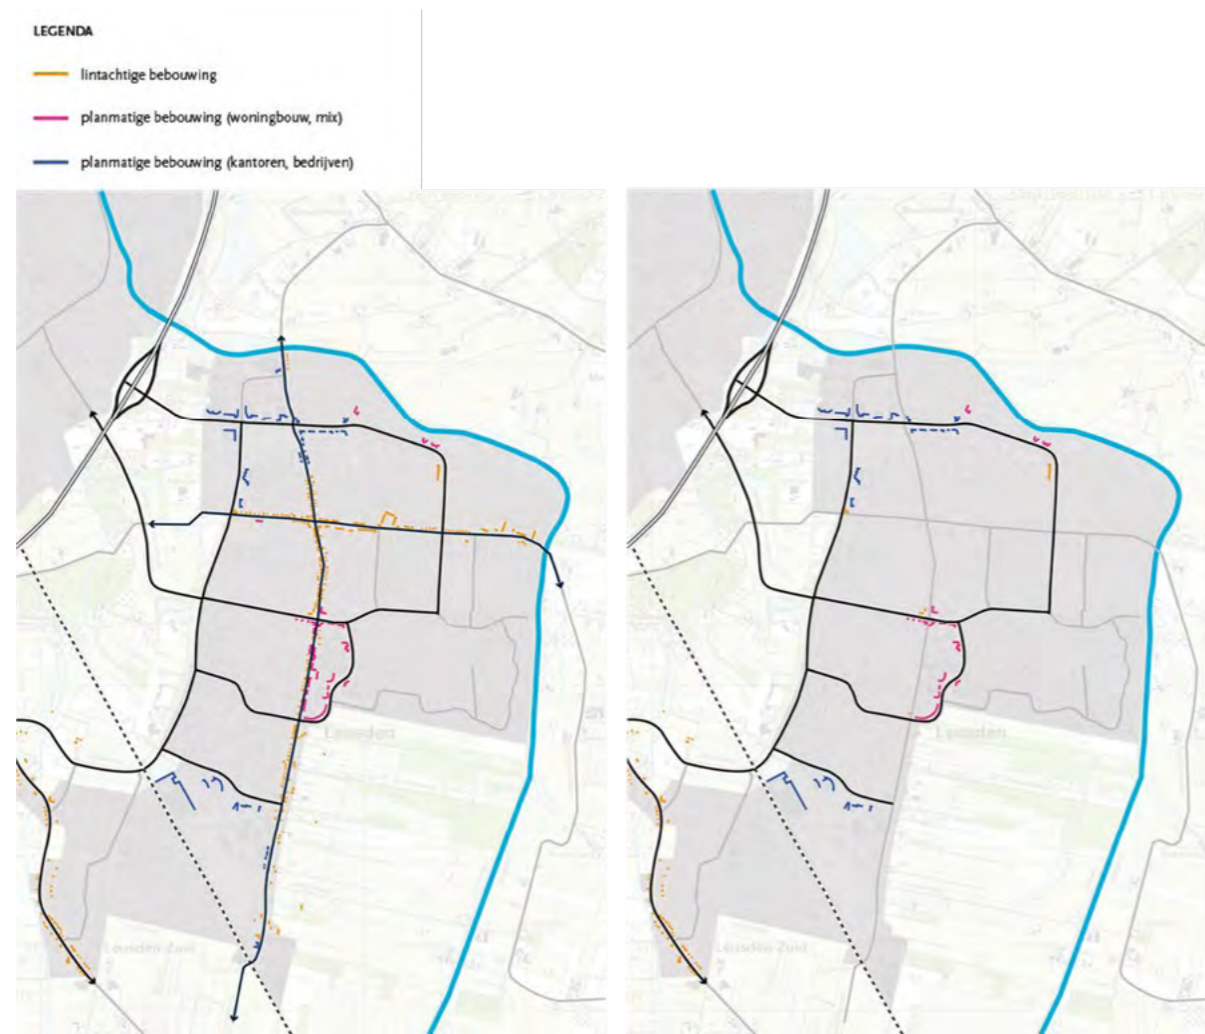 LEGENDA
lintachtige bebouwing
planmatige bebouwing (woningbouw, mix)
planmatige bebouwing (kantoren, bedrijven)
Leusden
Leusden
Leusden-Zuid
Leusden-Zuid